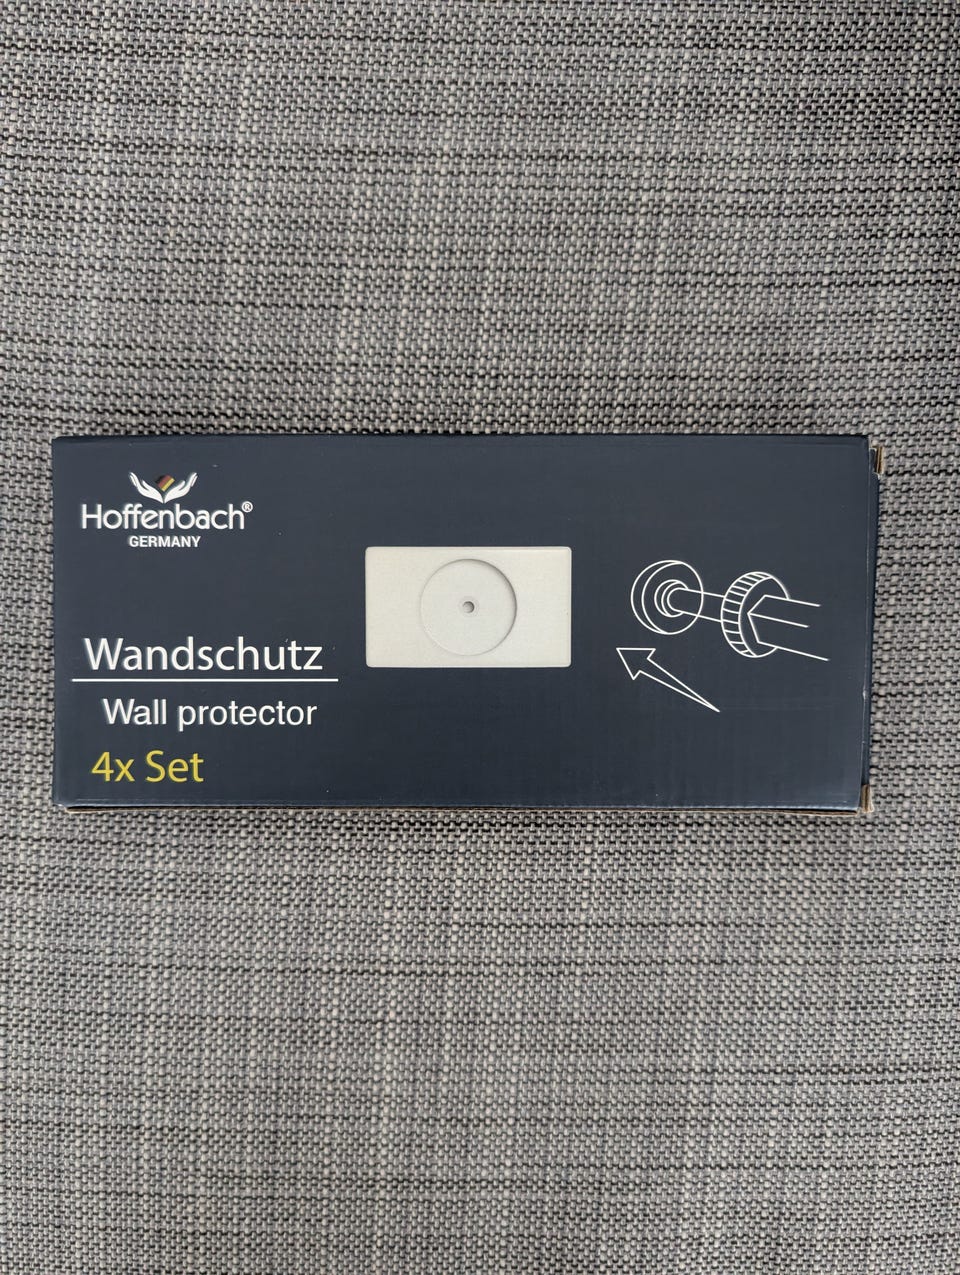 Hoffenbach®
GERMANY
Wandschutz
Wall protector
4x Set